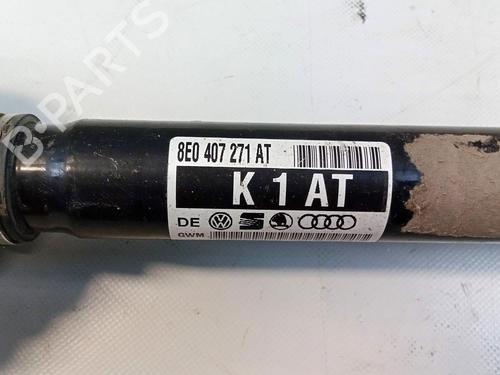 B-PARTS
8E0 407 271 AT
K 1 AT
DE
GWM